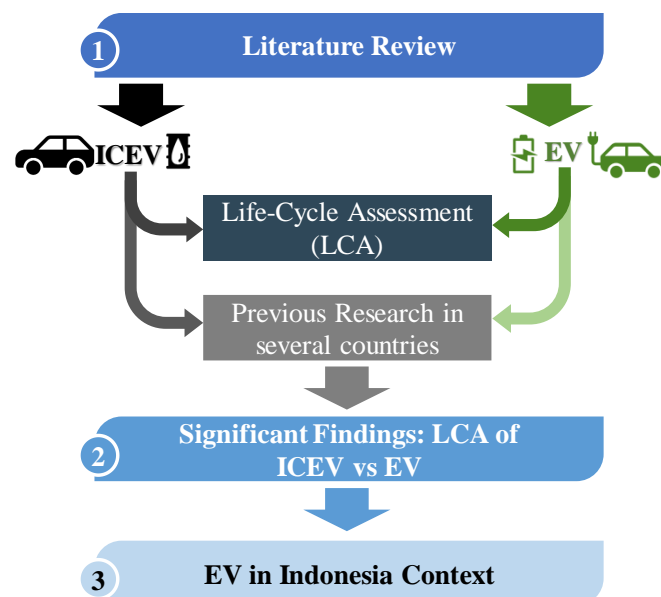 1
Literature Review
ICEV
EV
Life-Cycle Assessment
(LCA)
Previous Research in
several countries
2
Significant Findings: LCA of
ICEV vs EV
3
EV in Indonesia Context